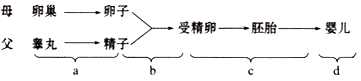 母 卵巢 卵子
受精卵 胚胎 婴儿
父 睾丸 精子
a b c d